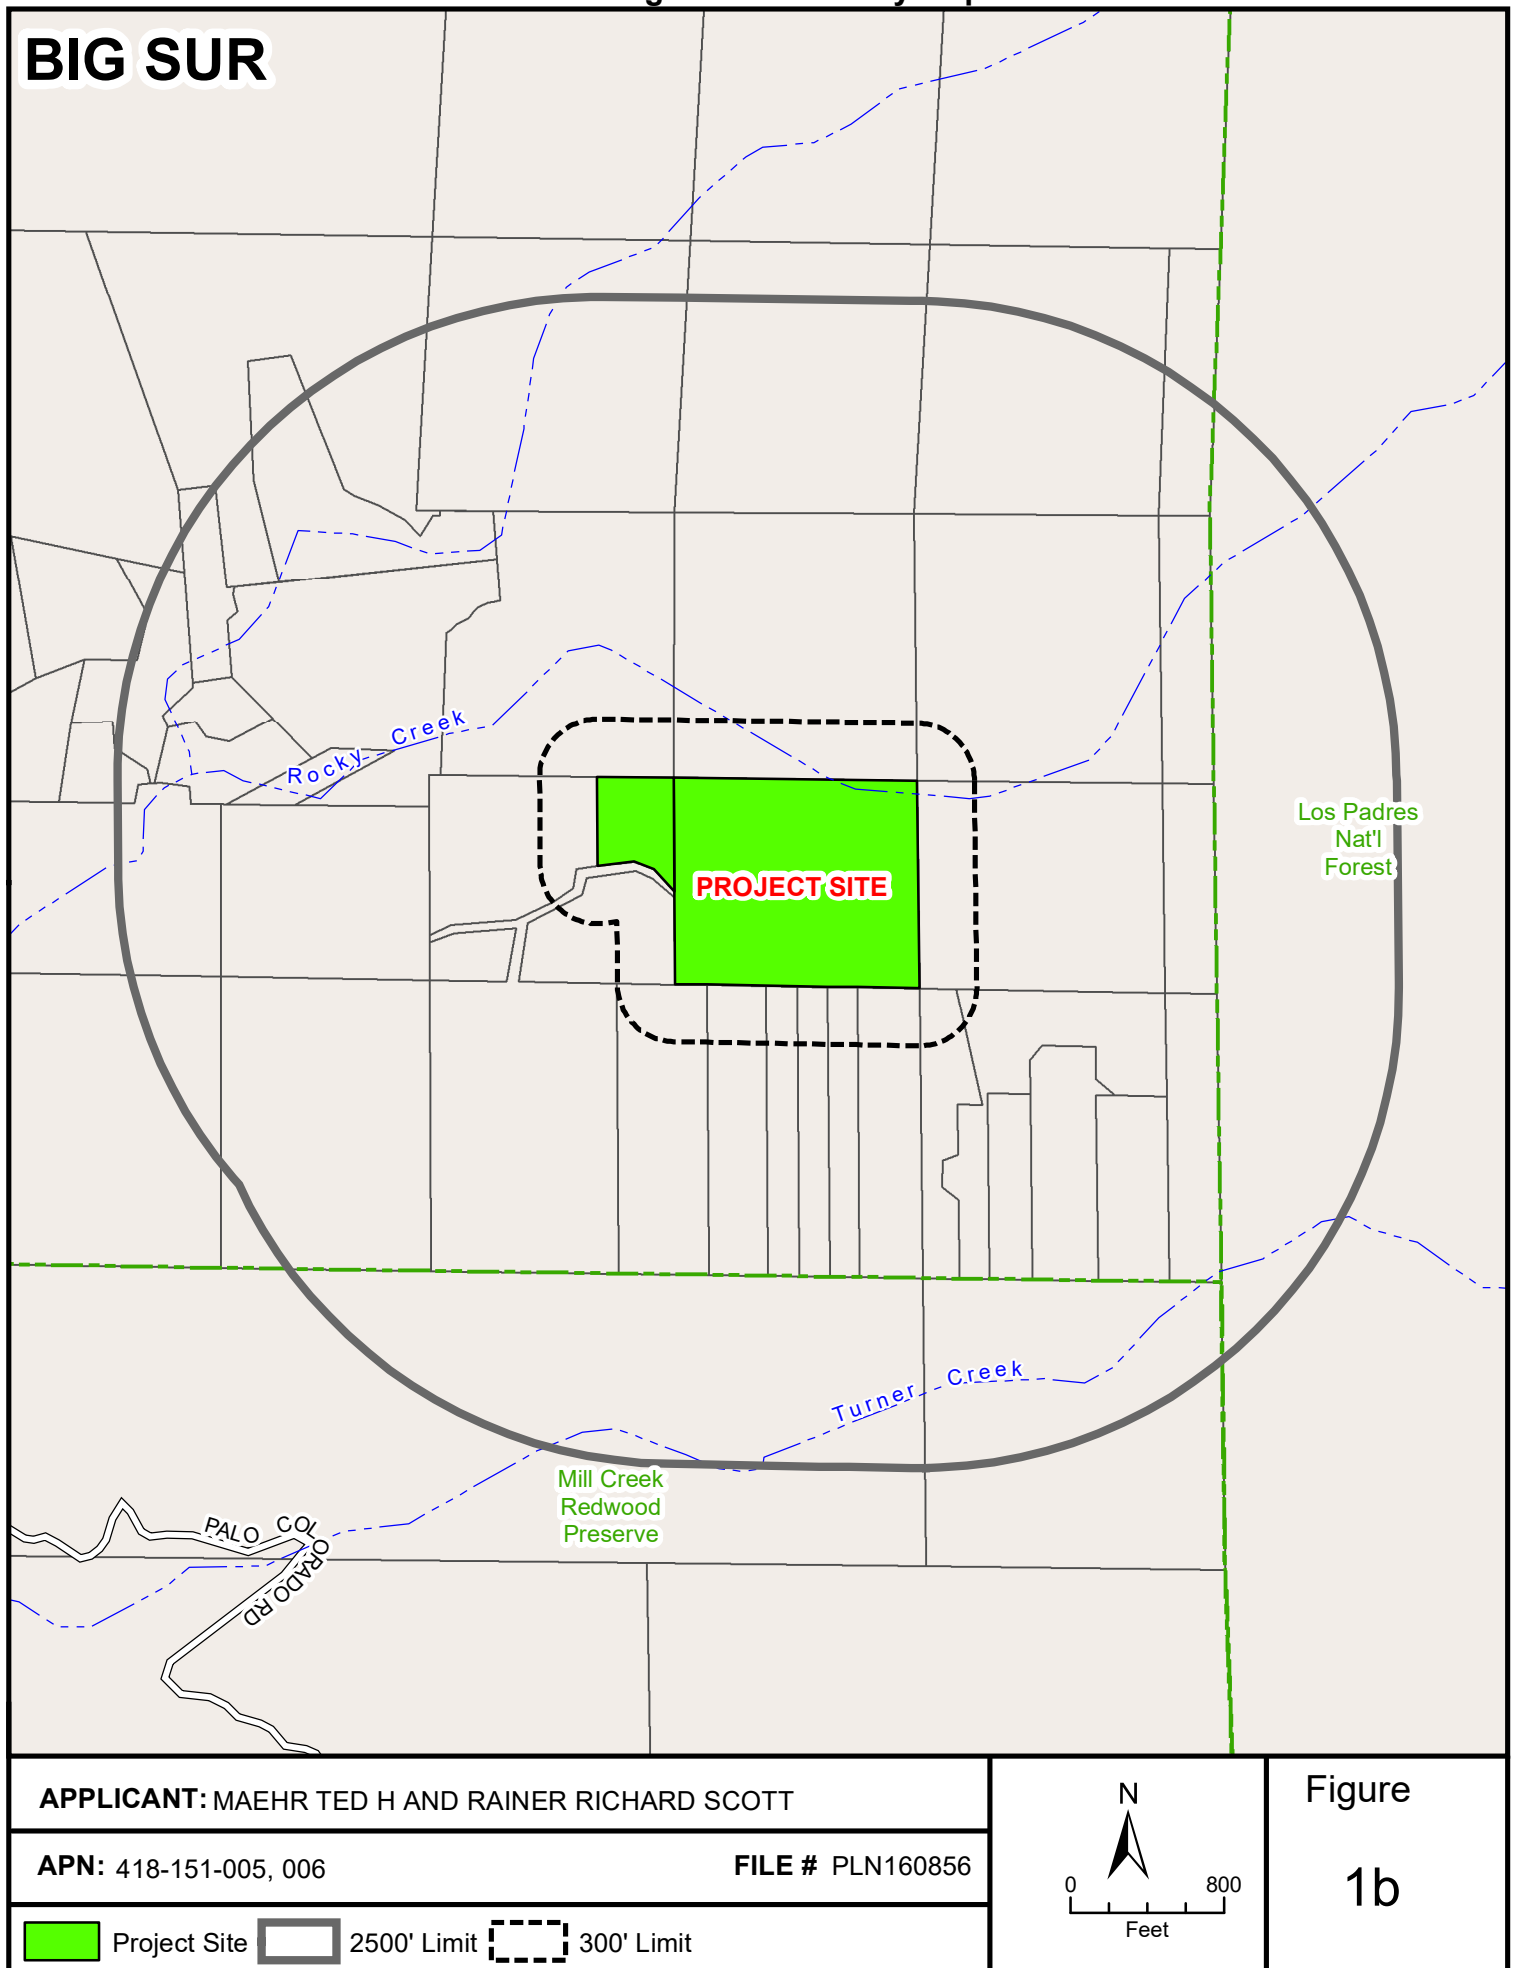 BIG SUR
Rocky Creek
Los Padres
Nat'l
Forest
PROJECT SITE
Turner Creek
Mill Creek
Redwood
Preserve
PALO COLORADO RD
APPLICANT: MAEHR TED H AND RAINER RICHARD SCOTT
APN: 418-151-005, 006
FILE # PLN160856
Project Site
2500' Limit
300' Limit
N
0 800
Feet
Figure
1b